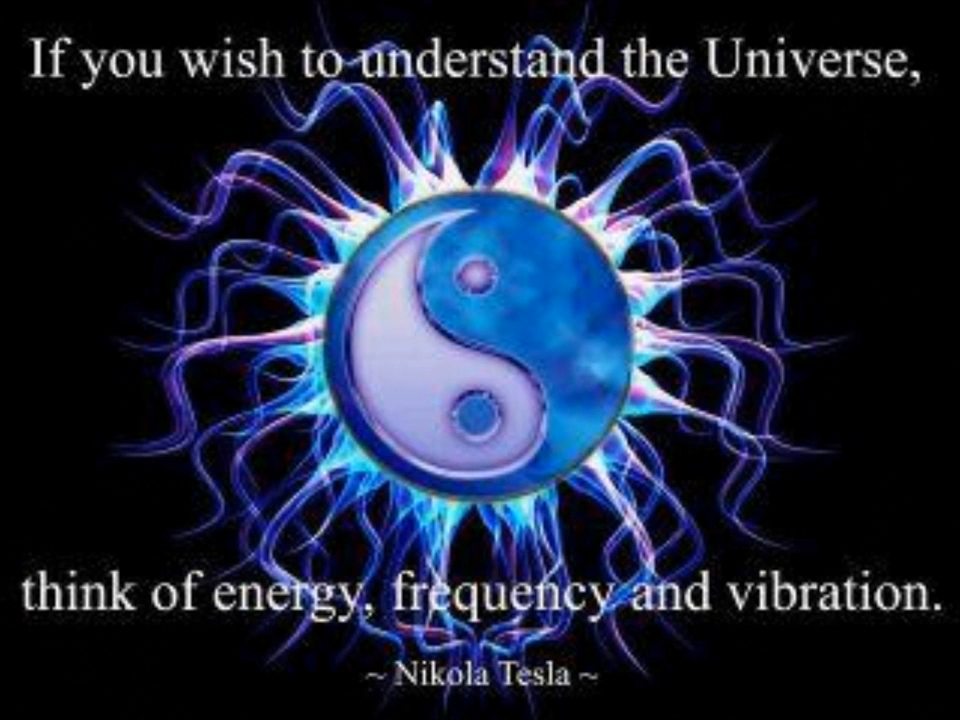 If you wish to understand the Universe,
think of energy, frequency and vibration.
~ Nikola Tesla ~